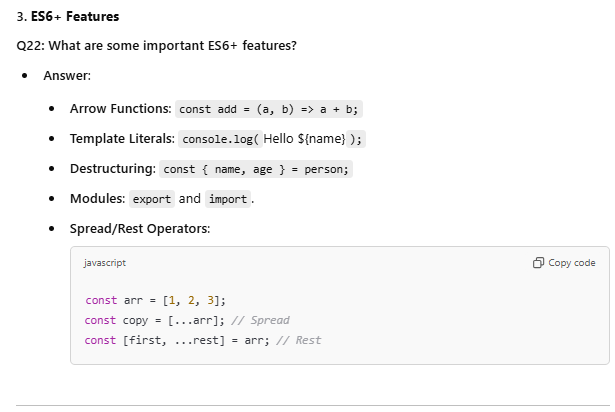 3. ES6+ Features
Q22: What are some important ES6+ features?
• Answer:
• Arrow Functions: const add = (a, b) => a + b;
• Template Literals: console.log( Hello ${name} );
• Destructuring: const { name, age } = person;
• Modules: export and import .
• Spread/Rest Operators:
javascript Copy code
const arr = [1, 2, 3];
const copy = [...arr]; // Spread
const [first, ...rest] = arr; // Rest